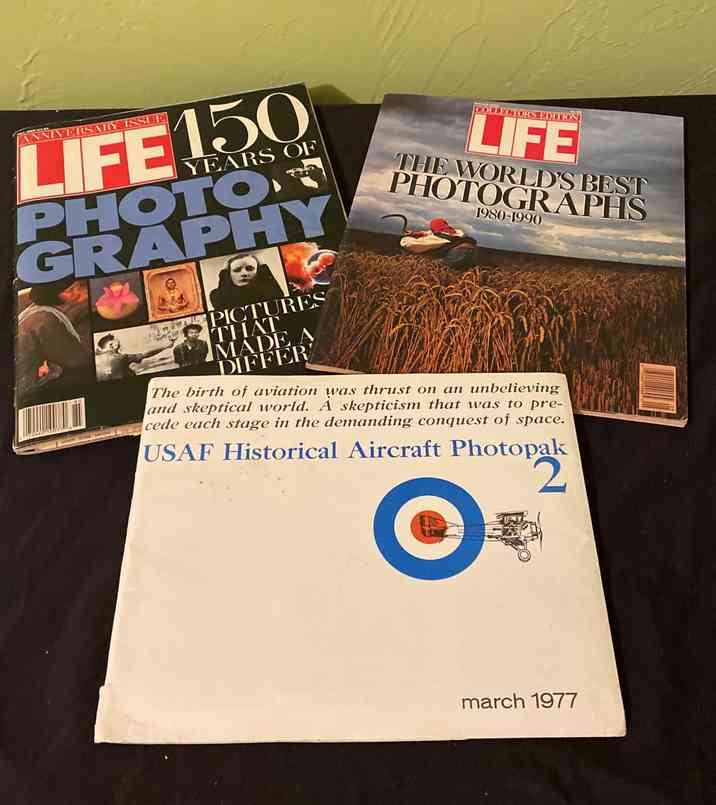 ANNIVERSARY ISSUE
LIFE
150
YEARS OF
PHOTO
GRAPHY
PICTURES
THAT
MADE A
DIFFER
COLLECTOR'S EDITION
LIFE
THE WORLD'S BEST
PHOTOGRAPHS
1980-1990
The birth of aviation was thrust on an unbelieving
and skeptical world. A skepticism that was to pre-
cede each stage in the demanding conquest of space.
USAF Historical Aircraft Photopak
2
march 1977